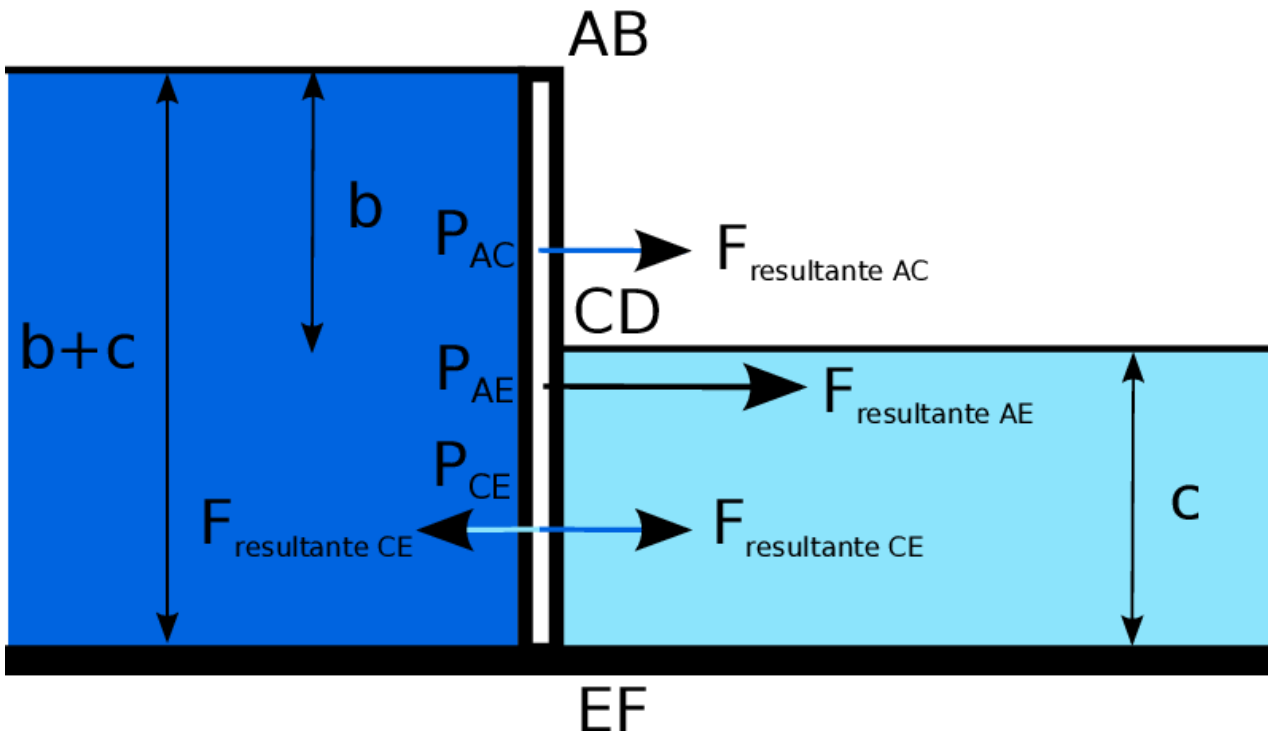 AB
b
P AC
F resultante AC
CD
b+c
P AE
F resultante AE
P CE
c
F resultante CE
F resultante CE
EF